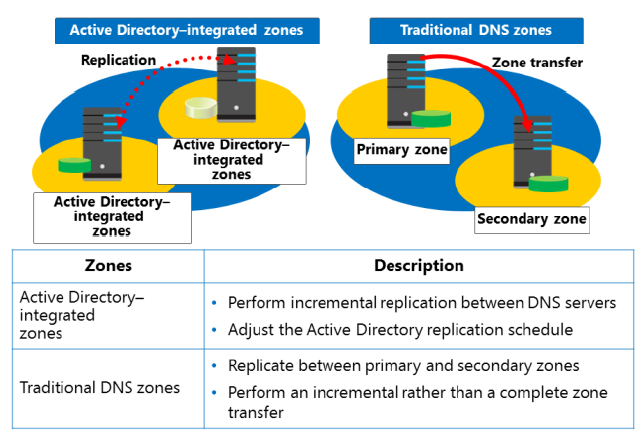 Active Directory–integrated zones
Traditional DNS zones
Replication
Zone transfer
Active Directory–
integrated
zones
Primary zone
Active Directory–
integrated
zones
Secondary zone
Zones
Description
Active Directory–
integrated
zones
• Perform incremental replication between DNS servers
• Adjust the Active Directory replication schedule
Traditional DNS zones
• Replicate between primary and secondary zones
• Perform an incremental rather than a complete zone
transfer